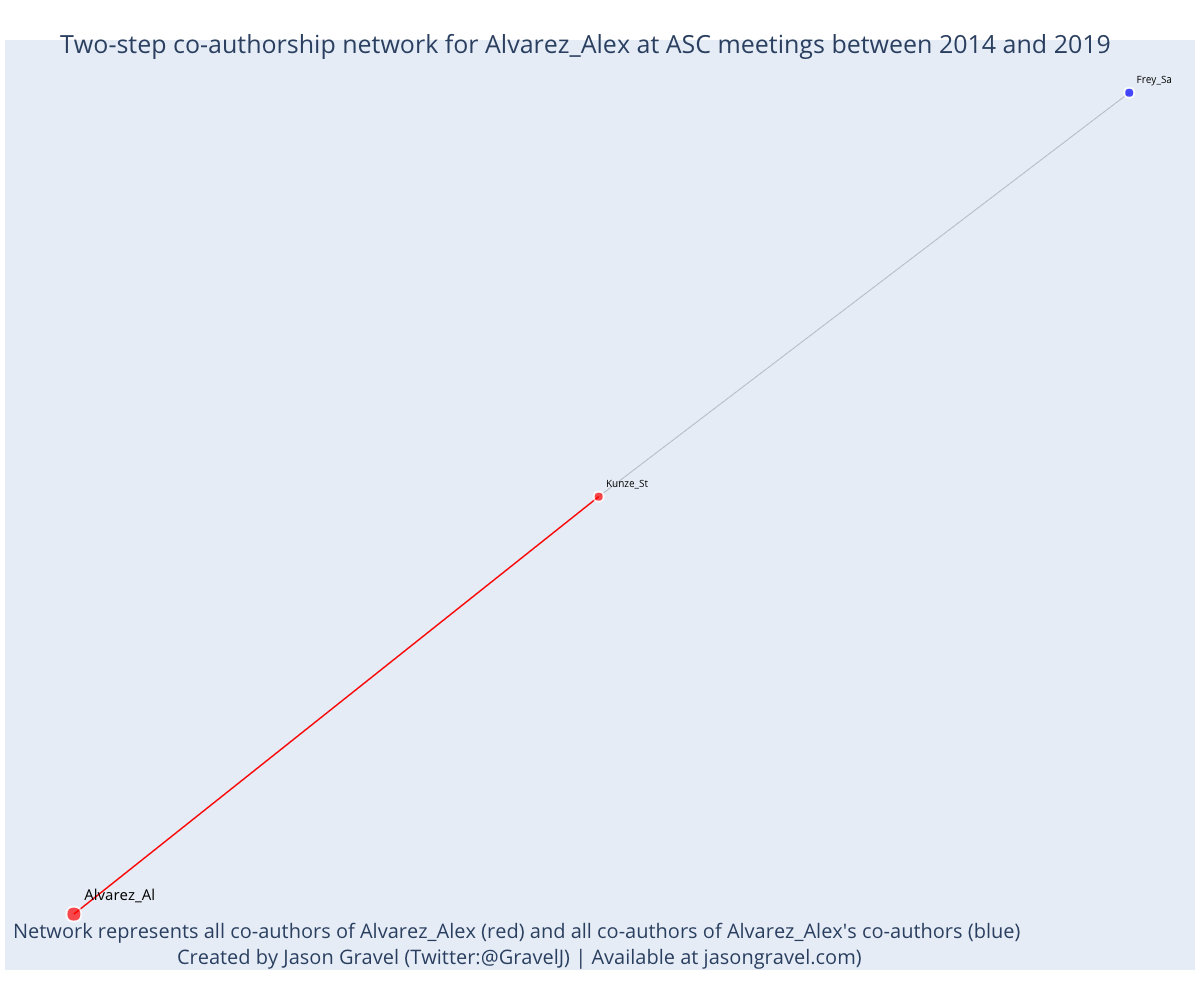 Two-step co-authorship network for Alvarez_Alex at ASC meetings between 2014 and 2019
Frey_Sa
Kunze_St
Alvarez_Al
Network represents all co-authors of Alvarez_Alex (red) and all co-authors of Alvarez_Alex's co-authors (blue)
Created by Jason Gravel (Twitter:@GravelJ) | Available at jasongravel.com)